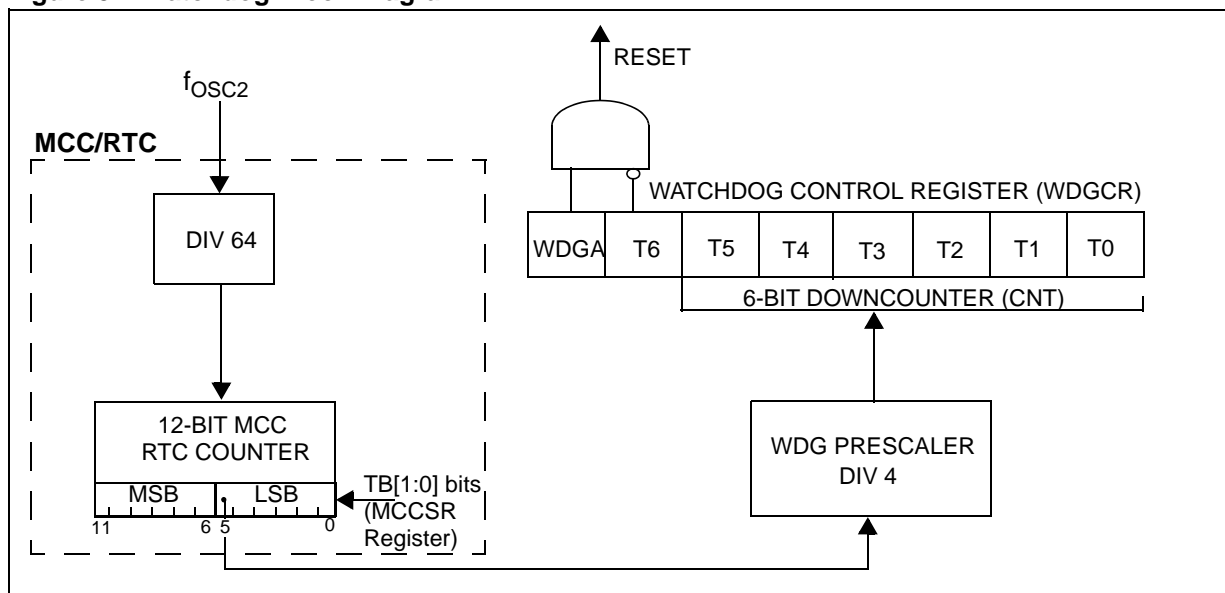 RESET
fOSC2
MCC/RTC
DIV 64
WATCHDOG CONTROL REGISTER (WDGCR)
WDGA T6 T5 T4 T3 T2 T1 T0
6-BIT DOWNCOUNTER (CNT)
12-BIT MCC
RTC COUNTER
MSB LSB
11 6 5 0
TB[1:0] bits
(MCCSR
Register)
WDG PRESCALER
DIV 4